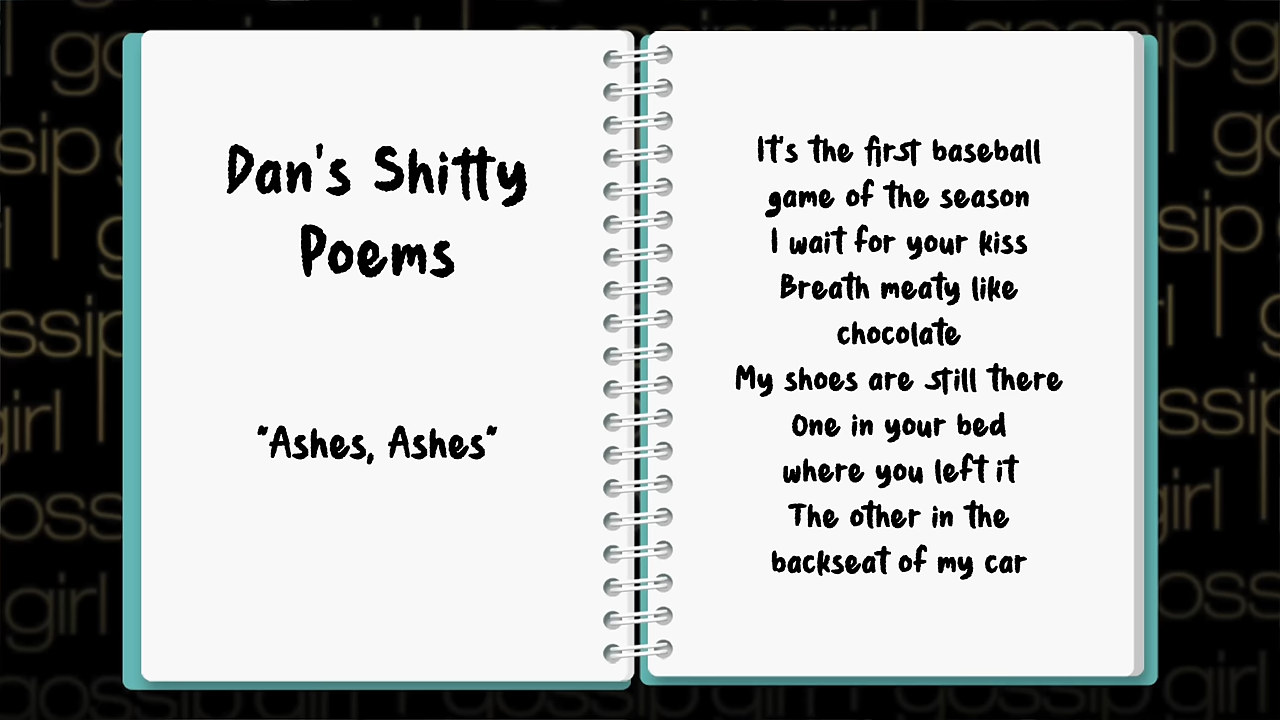 Dan's Shitty
Poems
"Ashes, Ashes"
It's the first baseball
game of the season
I wait for your kiss
Breath meaty like
chocolate
My shoes are still there
One in your bed
where you left it
The other in the
backseat of my car
gossip girl